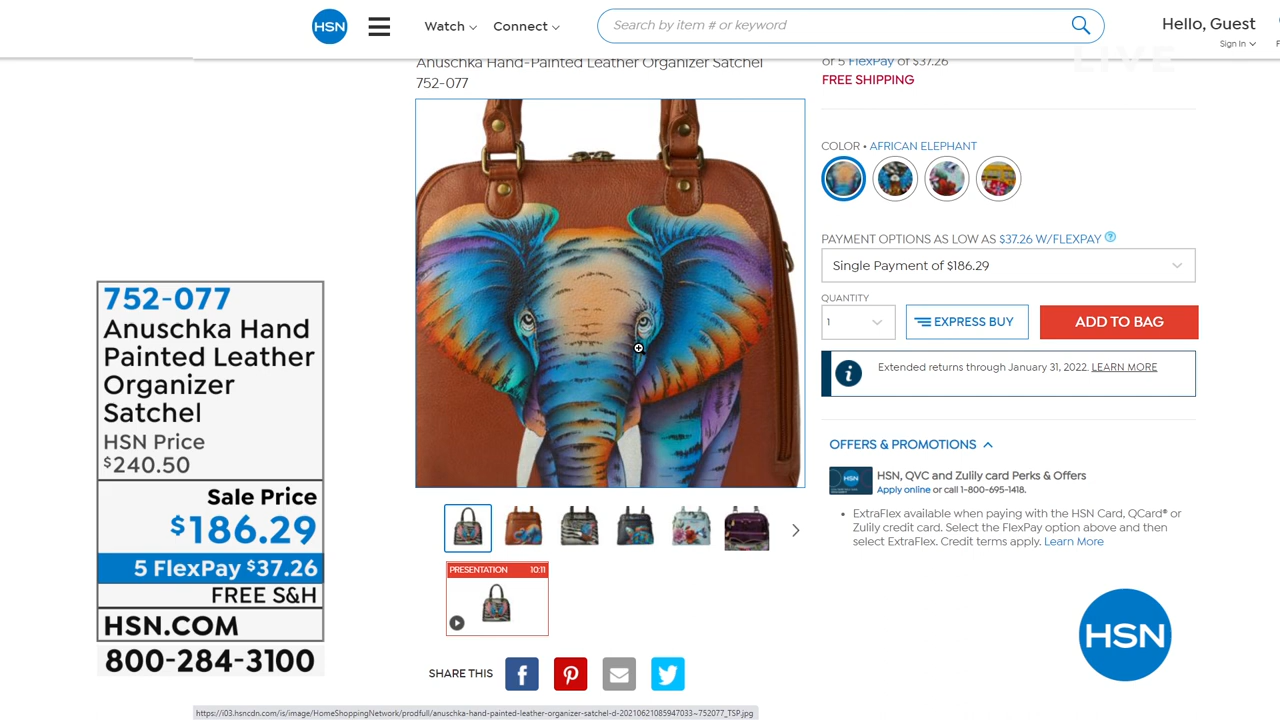 HSN
Watch
Connect
Search by item # or keyword
Hello, Guest
Sign In
LIVE
Anuschka Hand-Painted Leather Organizer Satchel
752-077
or 5 FlexPay of $37.26
FREE SHIPPING
COLOR • AFRICAN ELEPHANT
PAYMENT OPTIONS AS LOW AS $37.26 W/FLEXPAY ?
Single Payment of $186.29
QUANTITY
1
EXPRESS BUY
ADD TO BAG
Extended returns through January 31, 2022. LEARN MORE
OFFERS & PROMOTIONS
HSN
HSN, QVC and Zulily card Perks & Offers
Apply online or call 1-800-695-1418.
• ExtraFlex available when paying with the HSN Card, QCard® or
Zulily credit card. Select the FlexPay option above and then
select ExtraFlex. Credit terms apply. Learn More
752-077
Anuschka Hand
Painted Leather
Organizer
Satchel
HSN Price
$240.50
Sale Price
$186.29
5 FlexPay $37.26
FREE S&H
HSN.COM
800-284-3100
PRESENTATION 10:11
SHARE THIS
HSN
https://i03.hsncdn.com/is/image/HomeShoppingNetwork/prodfull/anuschka-hand-painted-leather-organizer-satchel-d-20210621085947033~752077_TSP.jpg